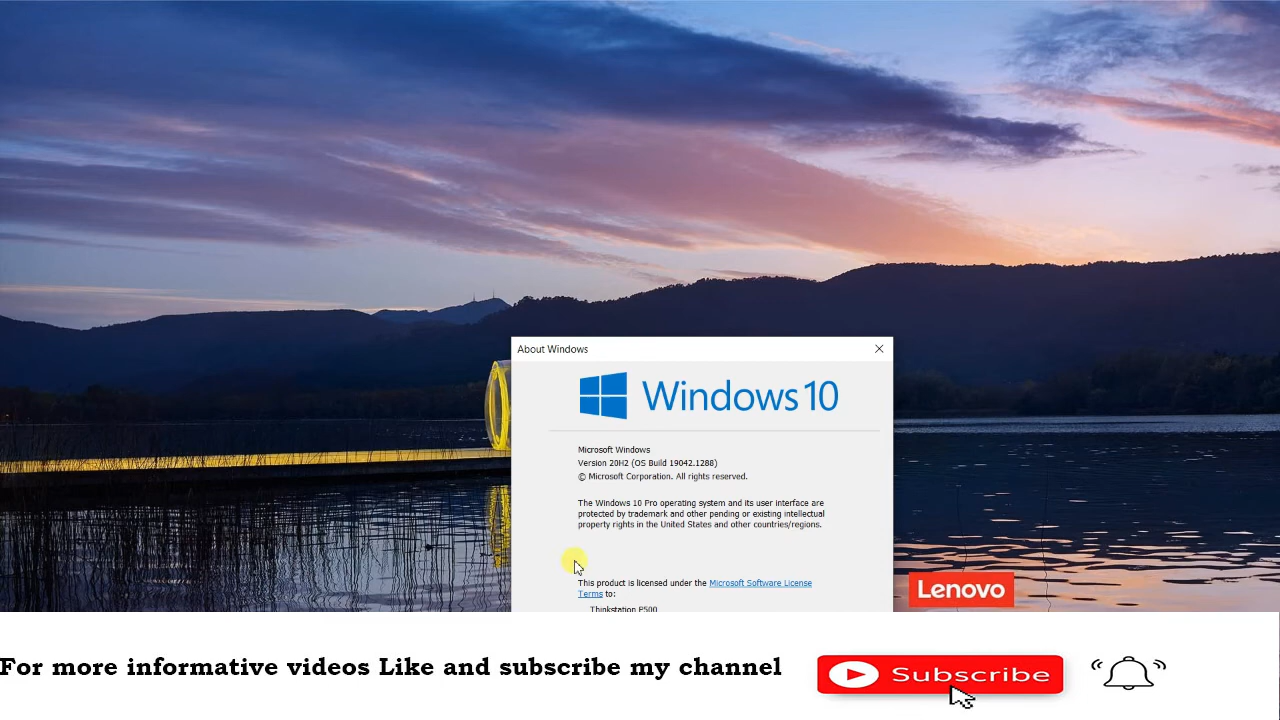 About Windows
Windows 10
Microsoft Windows
Version 20H2 (OS Build 19042.1288)
© Microsoft Corporation. All rights reserved.
The Windows 10 Pro operating system and its user interface are
protected by trademark and other pending or existing intellectual
property rights in the United States and other countries/regions.
This product is licensed under the Microsoft Software License
Terms to:
Thinkstation P500
Lenovo
For more informative videos Like and subscribe my channel
Subscribe